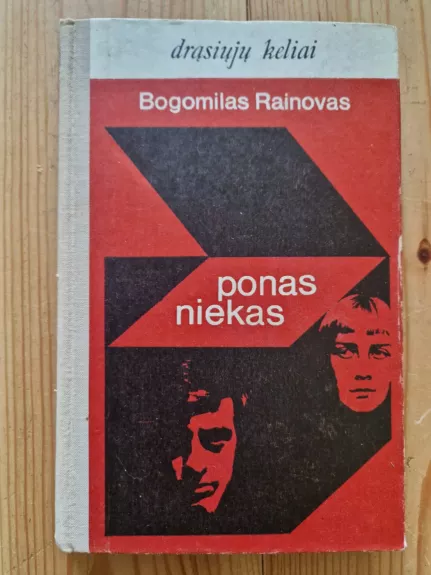 drąsiųjų keliai
Bogomilas Rainovas
ponas
niekas